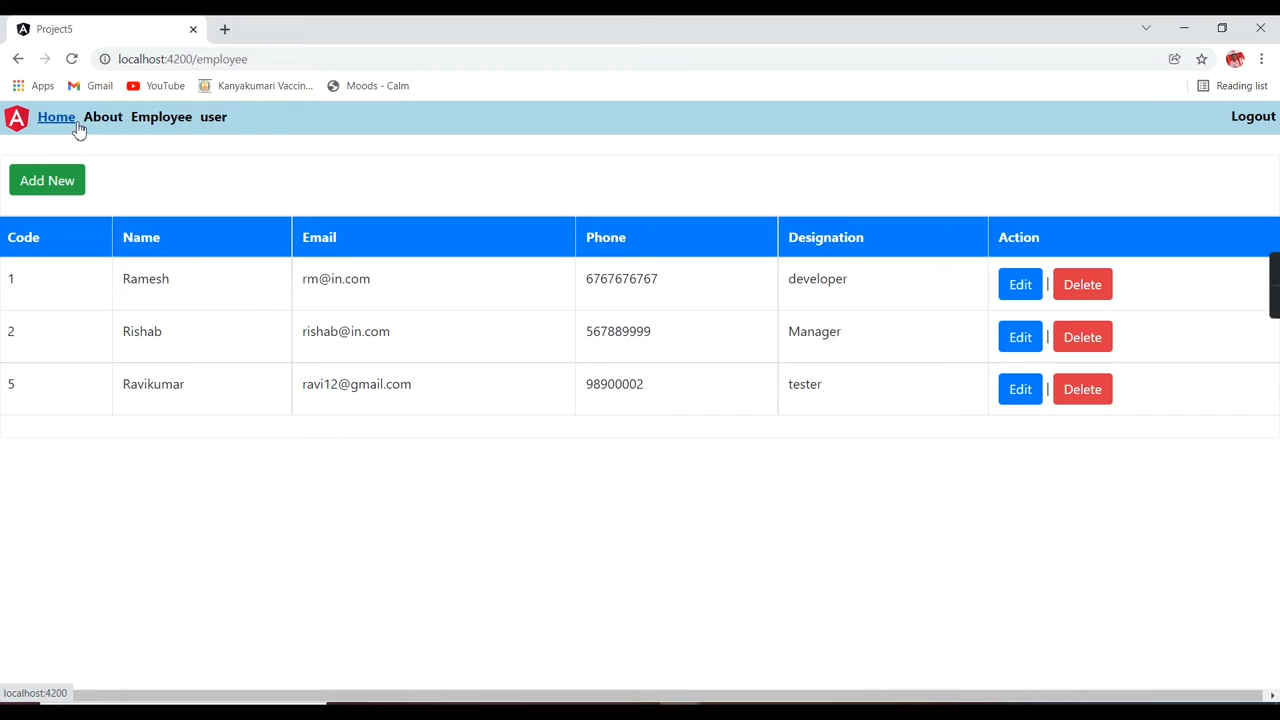 Project5
localhost:4200/employee
Apps Gmail YouTube Kanyakumari Vaccin... Moods - Calm Reading list
Home About Employee user Logout
Add New
Code Name Email Phone Designation Action
1 Ramesh rm@in.com 6767676767 developer Edit | Delete
2 Rishab rishab@in.com 567889999 Manager Edit | Delete
5 Ravikumar ravi12@gmail.com 98900002 tester Edit | Delete
localhost:4200